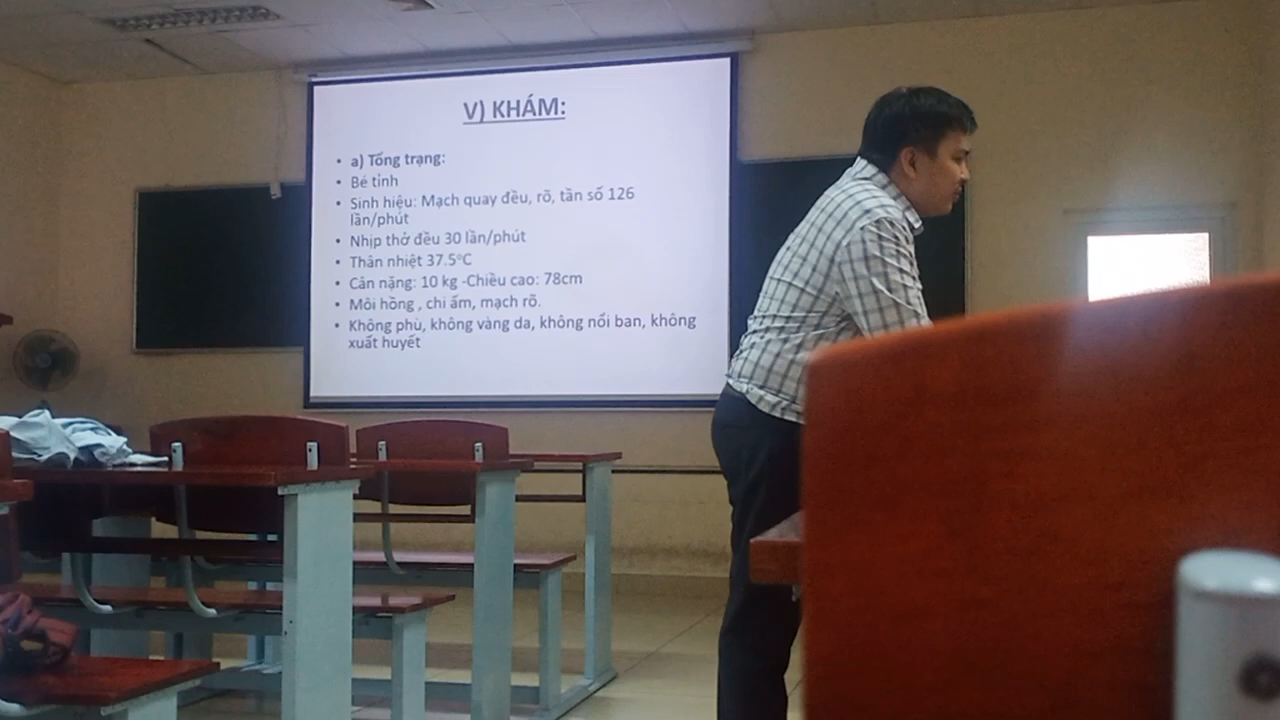 V) KHÁM:
• a) Tổng trạng:
• Bé tỉnh
• Sinh hiệu: Mạch quay đều, rõ, tần số 126
lần/phút
• Nhịp thở đều 30 lần/phút
• Thân nhiệt 37.5°C
• Cân nặng: 10 kg -Chiều cao: 78cm
• Môi hồng , chi ấm, mạch rõ.
• Không phù, không vàng da, không nổi ban, không
xuất huyết